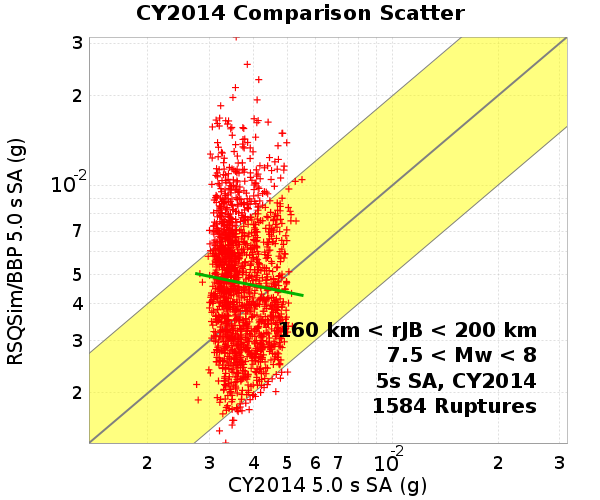 CY2014 Comparison Scatter
RSQSim/BBP 5.0 s SA (g)
3
2
10-2
7
5
4
3
2
160 km < rJB < 200 km
7.5 < Mw < 8
5s SA, CY2014
1584 Ruptures
2 3 4 5 6 7 10-2 2 3
CY2014 5.0 s SA (g)